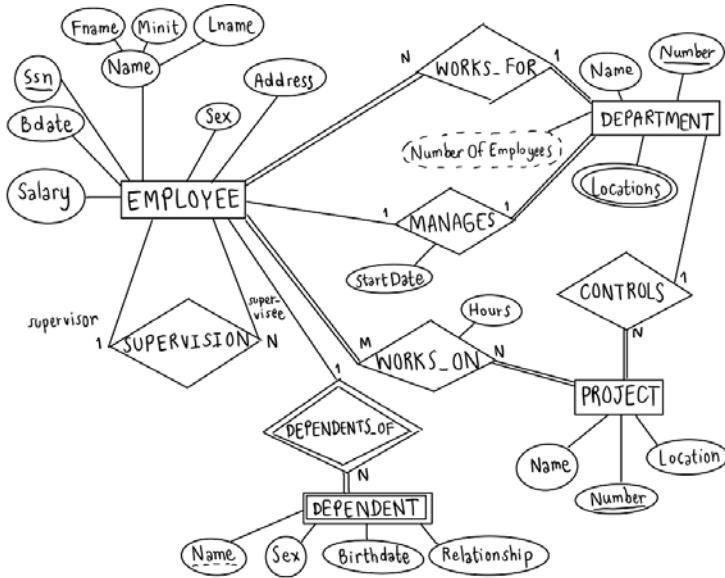 Fname
Minit
Lname
Name
Ssn
Bdate
Salary
Sex
Address
EMPLOYEE
N
WORKS_FOR
1
Name
Number
DEPARTMENT
Number Of Employees
Locations
1
MANAGES
1
StartDate
supervisor
1
SUPERVISION
N
super-
visee
M
WORKS_ON
N
Hours
CONTROLS
1
N
PROJECT
Name
Number
Location
1
DEPENDENTS_OF
N
DEPENDENT
Name
Sex
Birthdate
Relationship